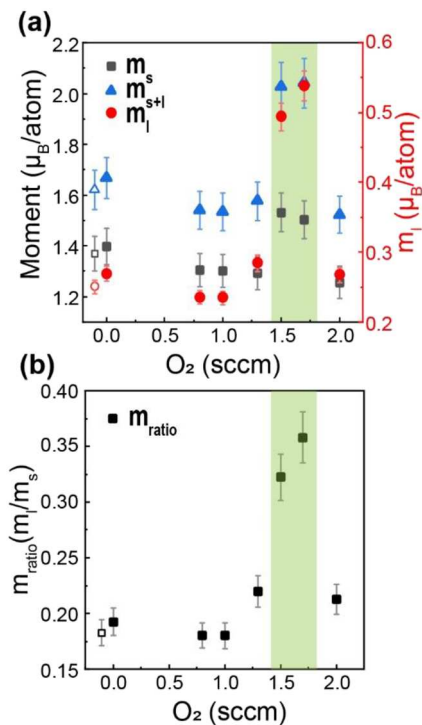 (a)
2.2
2.0
1.8
1.6
1.4
1.2
Moment (μB/atom)
mₛ
mₛ₊ₗ
mₗ
0.6
0.5
0.4
0.3
0.2
mₗ (μB/atom)
0.0 0.5 1.0 1.5 2.0
O₂ (sccm)
(b)
0.40
0.35
0.30
0.25
0.20
0.15
m_ratio(mₗ/mₛ)
m_ratio
0.0 0.5 1.0 1.5 2.0
O₂ (sccm)